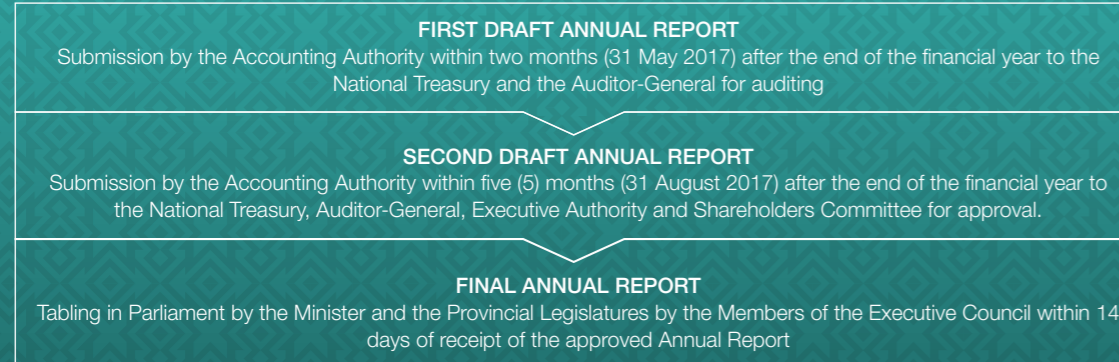 FIRST DRAFT ANNUAL REPORT
Submission by the Accounting Authority within two months (31 May 2017) after the end of the financial year to the
National Treasury and the Auditor-General for auditing
SECOND DRAFT ANNUAL REPORT
Submission by the Accounting Authority within five (5) months (31 August 2017) after the end of the financial year to
the National Treasury, Auditor-General, Executive Authority and Shareholders Committee for approval.
FINAL ANNUAL REPORT
Tabling in Parliament by the Minister and the Provincial Legislatures by the Members of the Executive Council within 14
days of receipt of the approved Annual Report